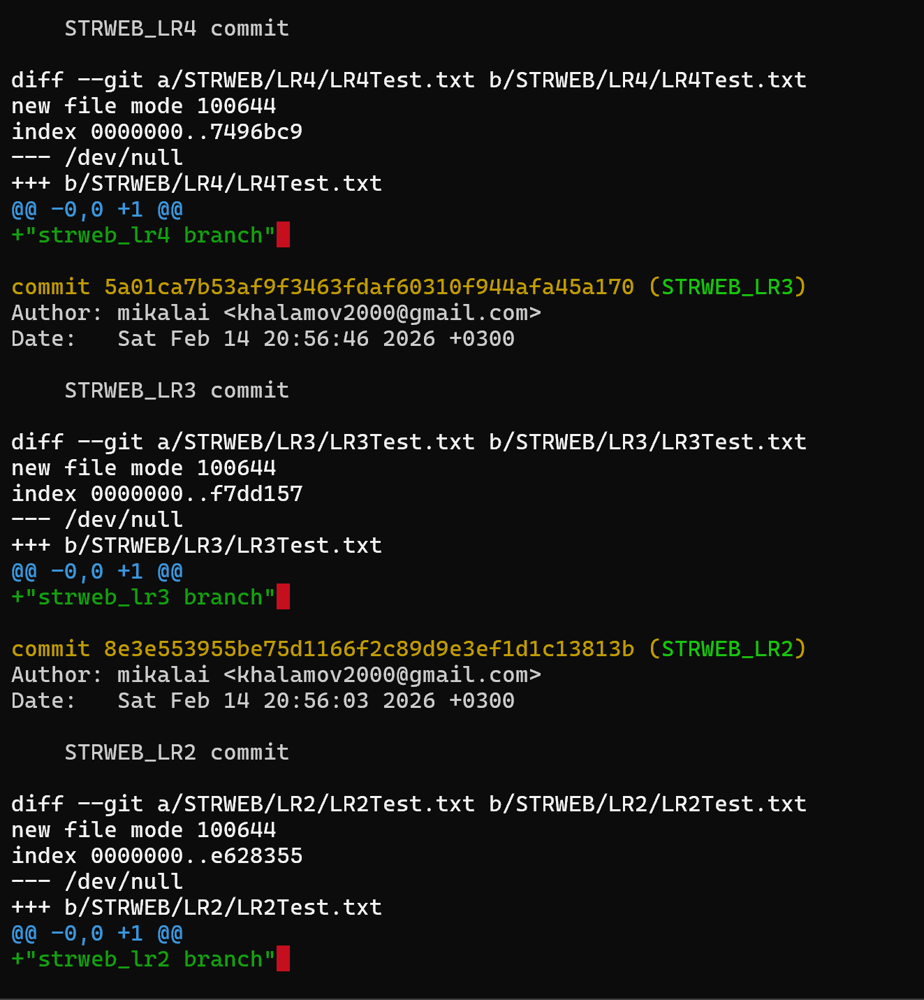 STRWEB_LR4 commit
diff --git a/STRWEB/LR4/LR4Test.txt b/STRWEB/LR4/LR4Test.txt
new file mode 100644
index 0000000..7496bc9
--- /dev/null
+++ b/STRWEB/LR4/LR4Test.txt
@@ -0,0 +1 @@
+"strweb_lr4 branch"
commit 5a01ca7b53af9f3463fdaf60310f944afa45a170 (STRWEB_LR3)
Author: mikalai <khalamov2000@gmail.com>
Date:   Sat Feb 14 20:56:46 2026 +0300
STRWEB_LR3 commit
diff --git a/STRWEB/LR3/LR3Test.txt b/STRWEB/LR3/LR3Test.txt
new file mode 100644
index 0000000..f7dd157
--- /dev/null
+++ b/STRWEB/LR3/LR3Test.txt
@@ -0,0 +1 @@
+"strweb_lr3 branch"
commit 8e3e553955be75d1166f2c89d9e3ef1d1c13813b (STRWEB_LR2)
Author: mikalai <khalamov2000@gmail.com>
Date:   Sat Feb 14 20:56:03 2026 +0300
STRWEB_LR2 commit
diff --git a/STRWEB/LR2/LR2Test.txt b/STRWEB/LR2/LR2Test.txt
new file mode 100644
index 0000000..e628355
--- /dev/null
+++ b/STRWEB/LR2/LR2Test.txt
@@ -0,0 +1 @@
+"strweb_lr2 branch"